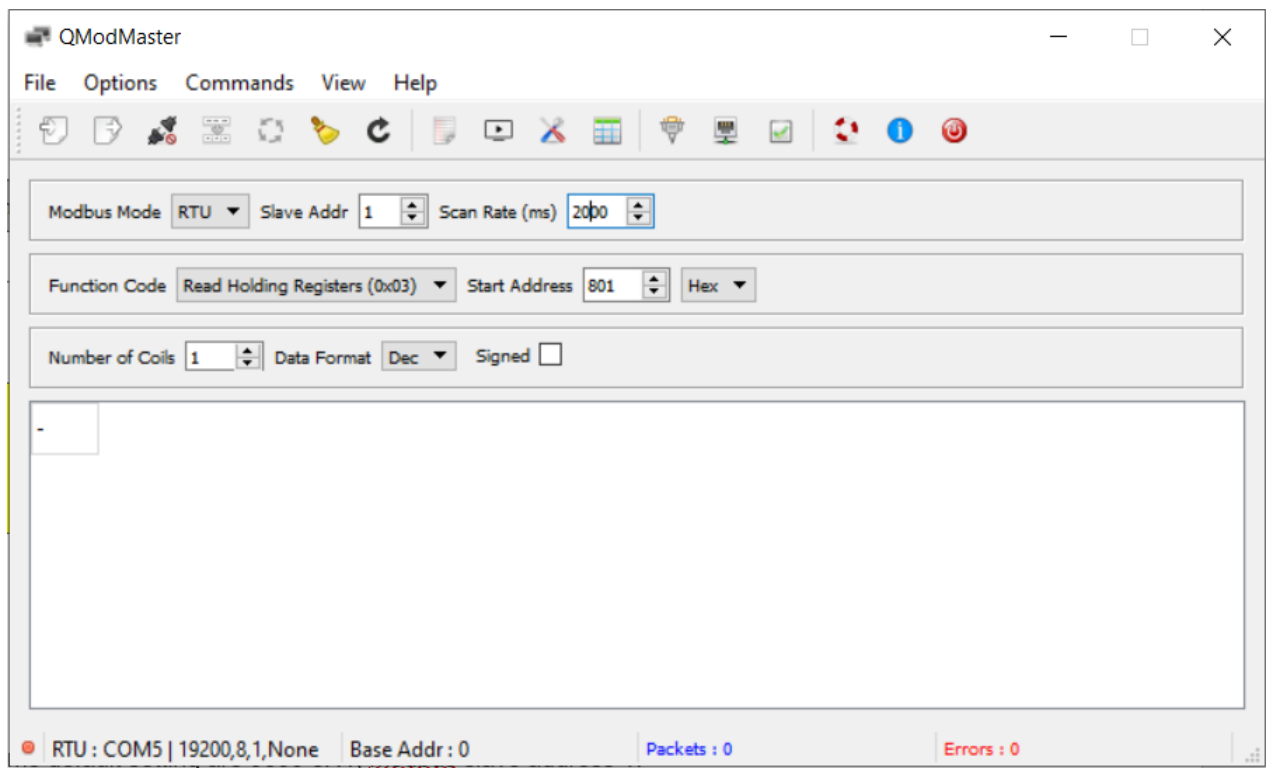 QModMaster
File Options Commands View Help
Modbus Mode RTU Slave Addr 1 Scan Rate (ms) 2000
Function Code Read Holding Registers (0x03) Start Address 801 Hex
Number of Coils 1 Data Format Dec Signed
-
RTU : COM5 | 19200,8,1,None Base Addr : 0 Packets : 0 Errors : 0